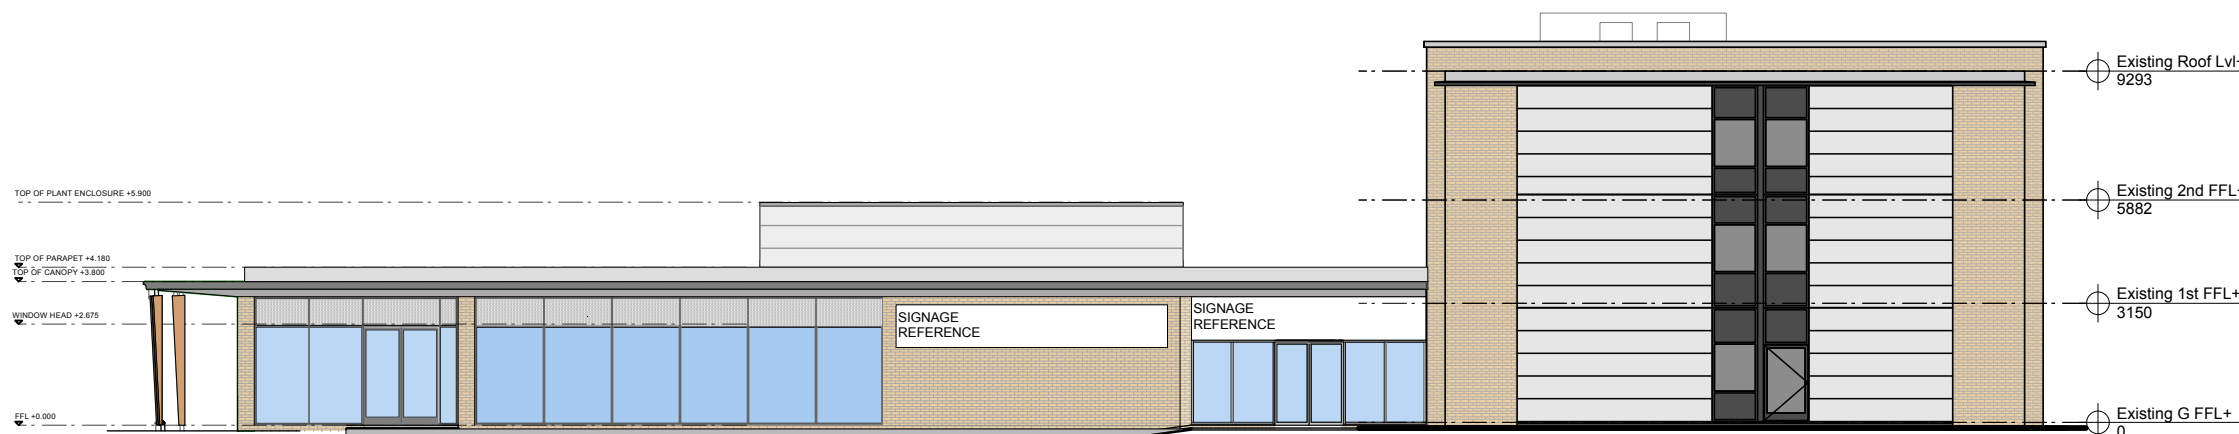 Existing Roof Lvl+
9293
TOP OF PLANT ENCLOSURE +5.900
Existing 2nd FFL+
5882
TOP OF PARAPET +4.180
TOP OF CANOPY +3.800
WINDOW HEAD +2.675
SIGNAGE
REFERENCE
SIGNAGE
REFERENCE
Existing 1st FFL+
3150
FFL +0.000
Existing G FFL+
0